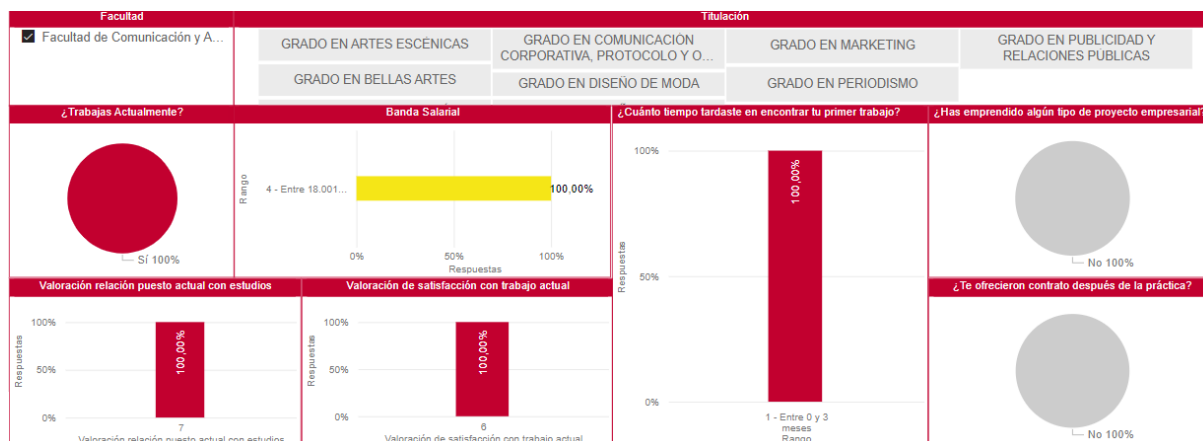 Facultad
Titulación
Facultad de Comunicación y A...
GRADO EN ARTES ESCÉNICAS
GRADO EN COMUNICACIÓN
CORPORATIVA, PROTOCOLO Y O...
GRADO EN MARKETING
GRADO EN PUBLICIDAD Y
RELACIONES PÚBLICAS
GRADO EN BELLAS ARTES
GRADO EN DISEÑO DE MODA
GRADO EN PERIODISMO
¿Trabajas Actualmente?
Sí 100%
Banda Salarial
Rango
4 - Entre 18.001...
100,00%
0%
50%
100%
Respuestas
¿Cuánto tiempo tardaste en encontrar tu primer trabajo?
Respuestas
100%
50%
0%
100,00%
1 - Entre 0 y 3
meses
Rango
¿Has emprendido algún tipo de proyecto empresarial?
No 100%
Valoración relación puesto actual con estudios
Respuestas
100%
50%
0%
100,00%
7
Valoración relación puesto actual con estudios
Valoración de satisfacción con trabajo actual
Respuestas
100%
50%
0%
100,00%
6
Valoración de satisfacción con trabajo actual
¿Te ofrecieron contrato después de la práctica?
No 100%